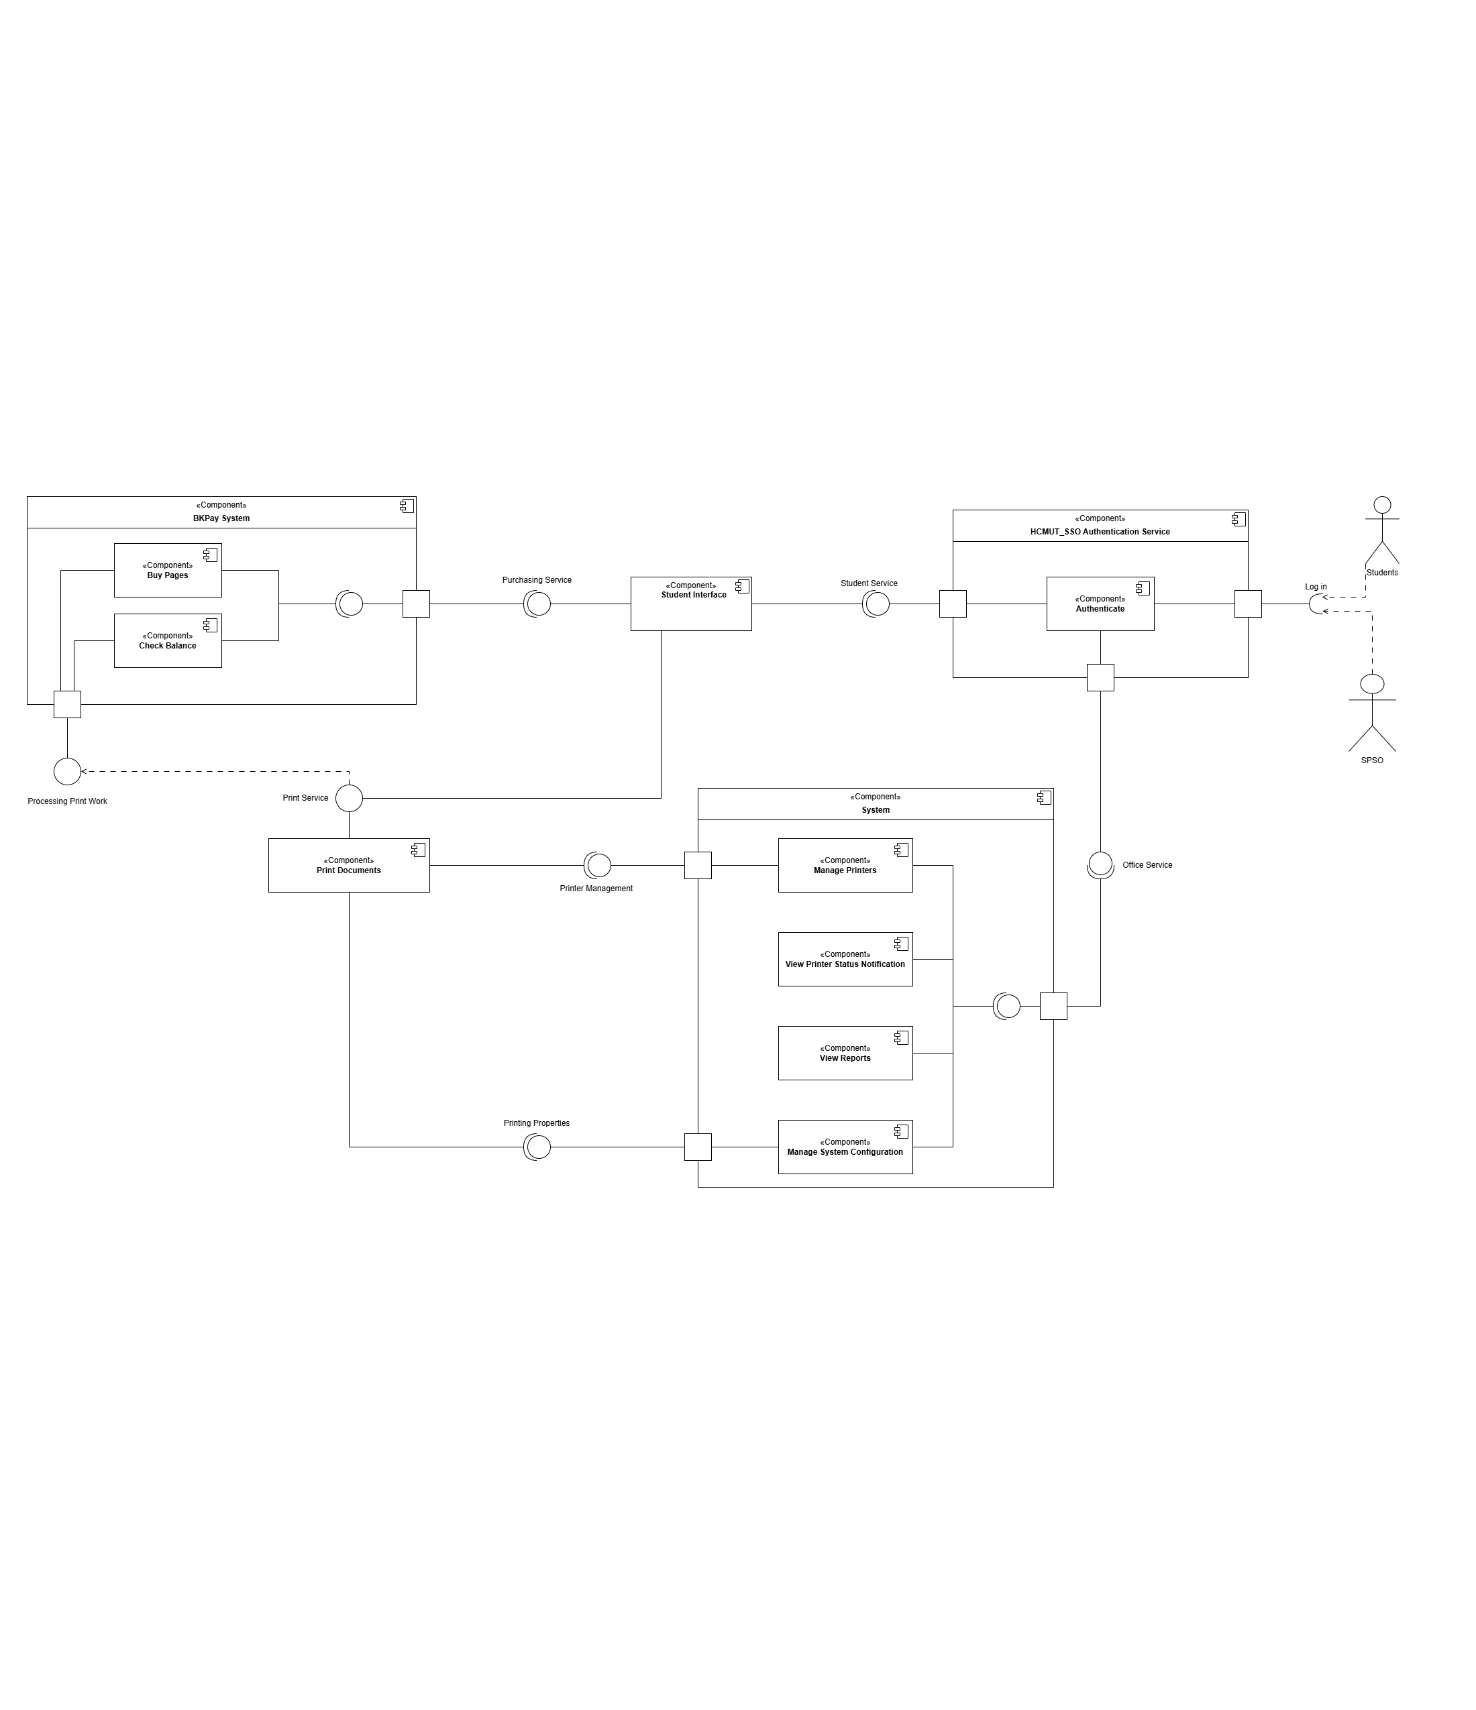 «Component»
BKPay System
«Component»
Buy Pages
«Component»
Check Balance
Purchasing Service
«Component»
Student Interface
Student Service
«Component»
HCMUT_SSO Authentication Service
«Component»
Authenticate
Log in
Students
SPSO
Processing Print Work
Print Service
«Component»
Print Documents
Printer Management
«Component»
System
«Component»
Manage Printers
Office Service
«Component»
View Printer Status Notification
«Component»
View Reports
Printing Properties
«Component»
Manage System Configuration